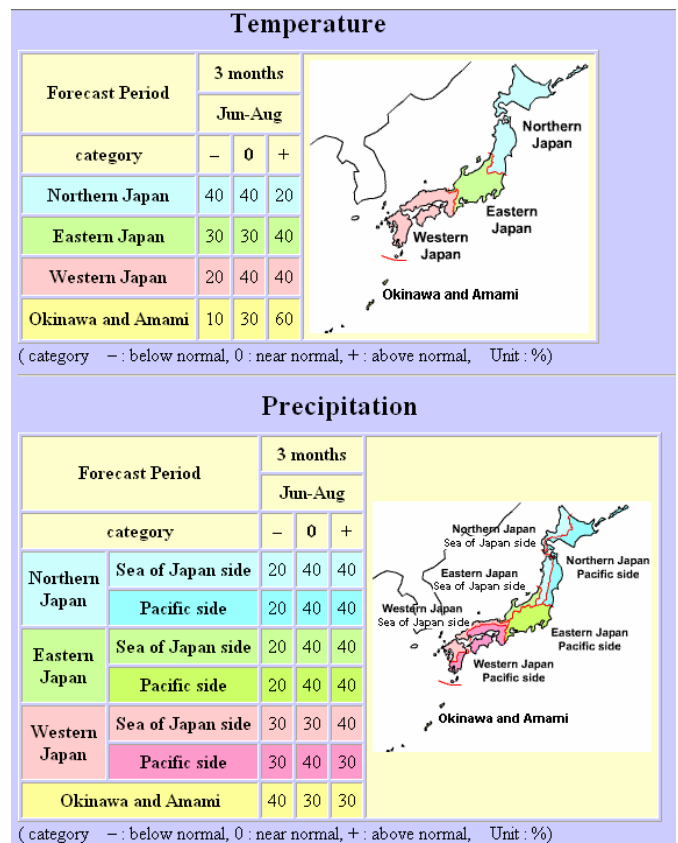 Temperature
Forecast Period
3 months
Jun-Aug
category – 0 +
Northern Japan 40 40 20
Eastern Japan 30 30 40
Western Japan 20 40 40
Okinawa and Amami 10 30 60
Northern
Japan
Eastern
Japan
Western
Japan
Okinawa and Amami
( category – : below normal, 0 : near normal, + : above normal, Unit : %)
Precipitation
Forecast Period
3 months
Jun-Aug
category – 0 +
Northern
Japan
Sea of Japan side 20 40 40
Pacific side 20 40 40
Eastern
Japan
Sea of Japan side 20 40 40
Pacific side 20 40 40
Western
Japan
Sea of Japan side 30 30 40
Pacific side 30 40 30
Okinawa and Amami 40 30 30
Northern Japan
Sea of Japan side
Northern Japan
Pacific side
Eastern Japan
Sea of Japan side
Western Japan
Sea of Japan side
Eastern Japan
Pacific side
Western Japan
Pacific side
Okinawa and Amami
( category – : below normal, 0 : near normal, + : above normal, Unit : %)